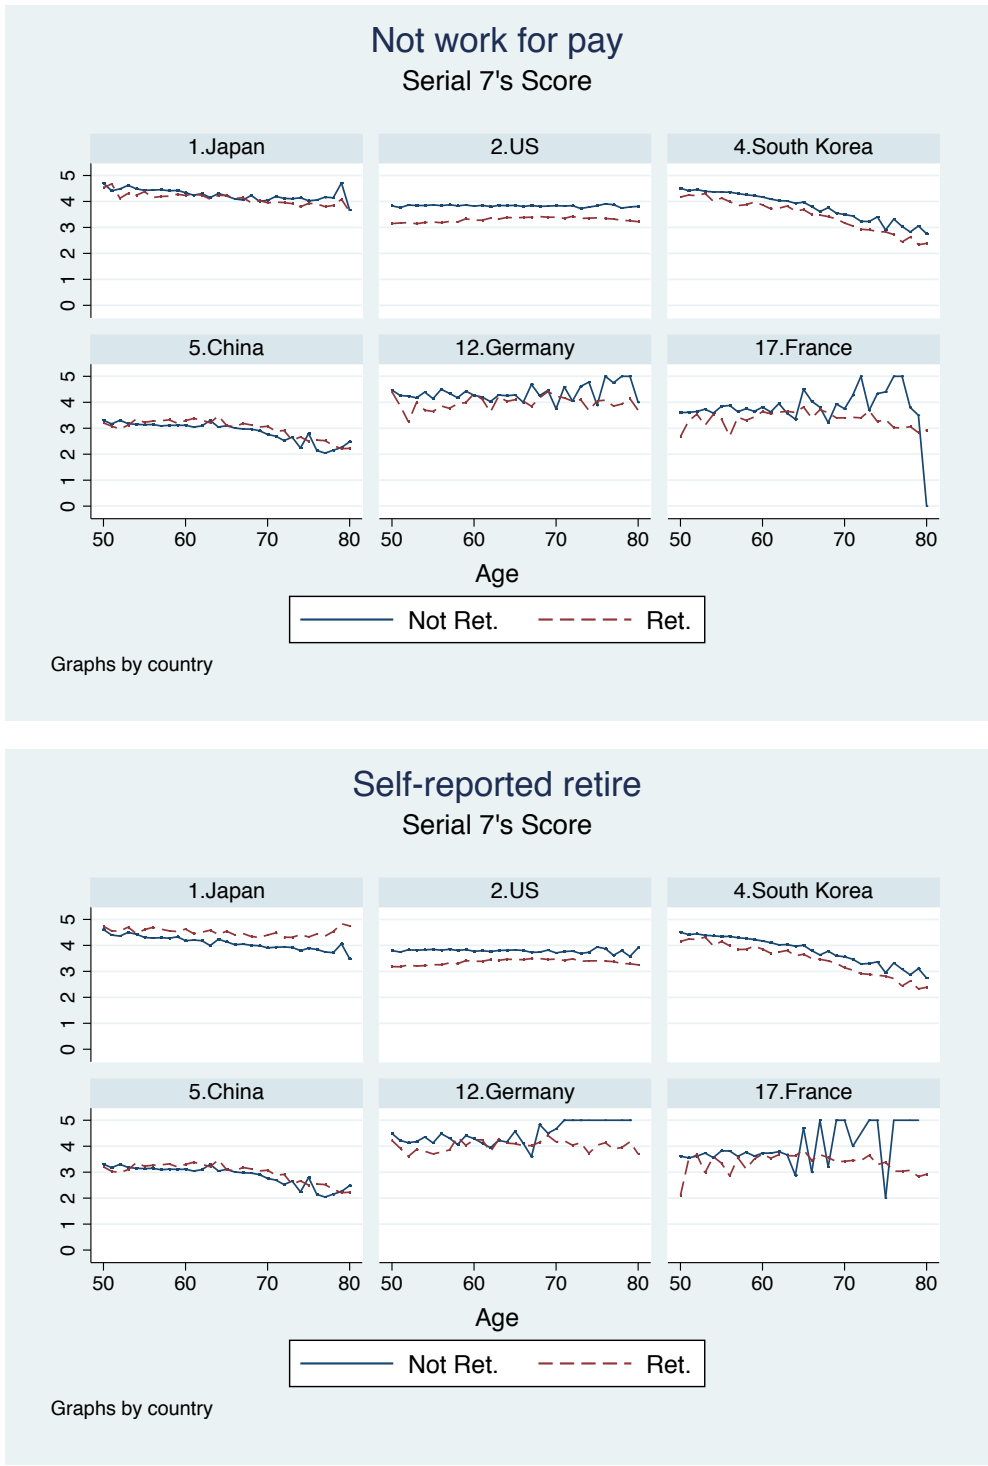 Not work for pay
Serial 7's Score
1.Japan 2.US 4.South Korea
5
4
3
2
1
0
5.China 12.Germany 17.France
5
4
3
2
1
0
50 60 70 80 50 60 70 80 50 60 70 80
Age
Not Ret. Ret.
Graphs by country
Self-reported retire
Serial 7's Score
1.Japan 2.US 4.South Korea
5
4
3
2
1
0
5.China 12.Germany 17.France
5
4
3
2
1
0
50 60 70 80 50 60 70 80 50 60 70 80
Age
Not Ret. Ret.
Graphs by country